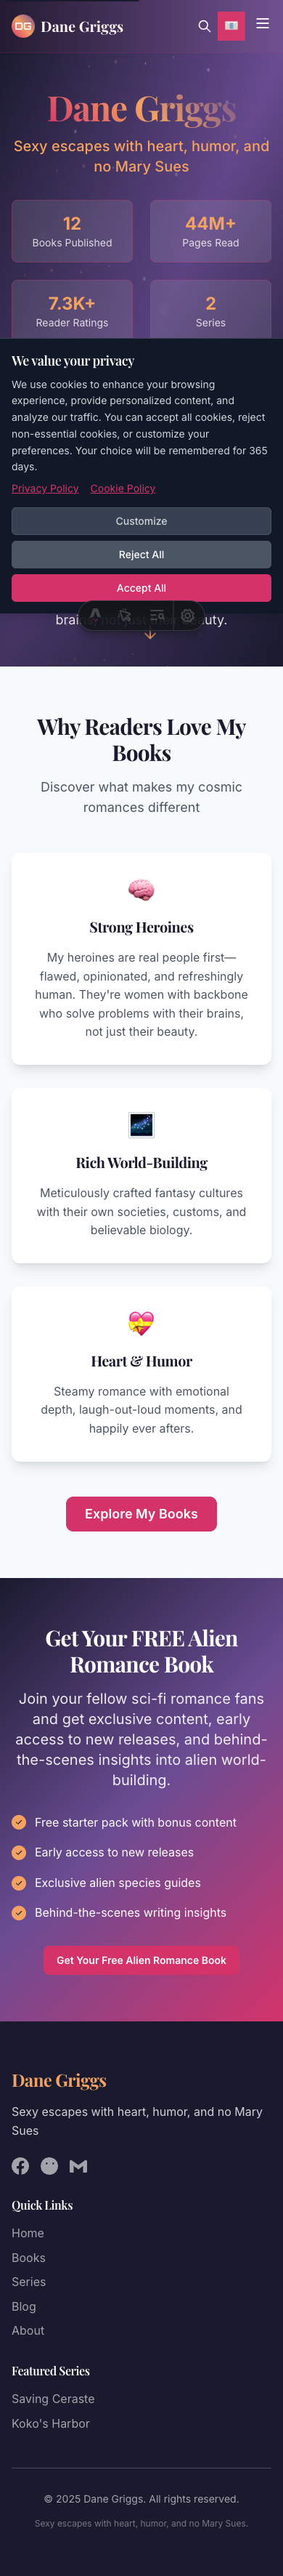 DG Dane Griggs
Dane Griggs
Sexy escapes with heart, humor, and
no Mary Sues
12
Books Published
44M+
Pages Read
7.3K+
Reader Ratings
2
Series
We value your privacy
We use cookies to enhance your browsing
experience, provide personalized content, and
analyze our traffic. You can accept all cookies, reject
non-essential cookies, or customize your
preferences. Your choice will be remembered for 365
days.
Privacy Policy Cookie Policy
Customize
Reject All
Accept All
Why Readers Love My
Books
Discover what makes my cosmic
romances different
Strong Heroines
My heroines are real people first—
flawed, opinionated, and refreshingly
human. They're women with backbone
who solve problems with their brains,
not just their beauty.
Rich World-Building
Meticulously crafted fantasy cultures
with their own societies, customs, and
believable biology.
Heart & Humor
Steamy romance with emotional
depth, laugh-out-loud moments, and
happily ever afters.
Explore My Books
Get Your FREE Alien
Romance Book
Join your fellow sci-fi romance fans
and get exclusive content, early
access to new releases, and behind-
the-scenes insights into alien world-
building.
Free starter pack with bonus content
Early access to new releases
Exclusive alien species guides
Behind-the-scenes writing insights
Get Your Free Alien Romance Book
Dane Griggs
Sexy escapes with heart, humor, and no Mary
Sues
Quick Links
Home
Books
Series
Blog
About
Featured Series
Saving Ceraste
Koko's Harbor
© 2025 Dane Griggs. All rights reserved.
Sexy escapes with heart, humor, and no Mary Sues.